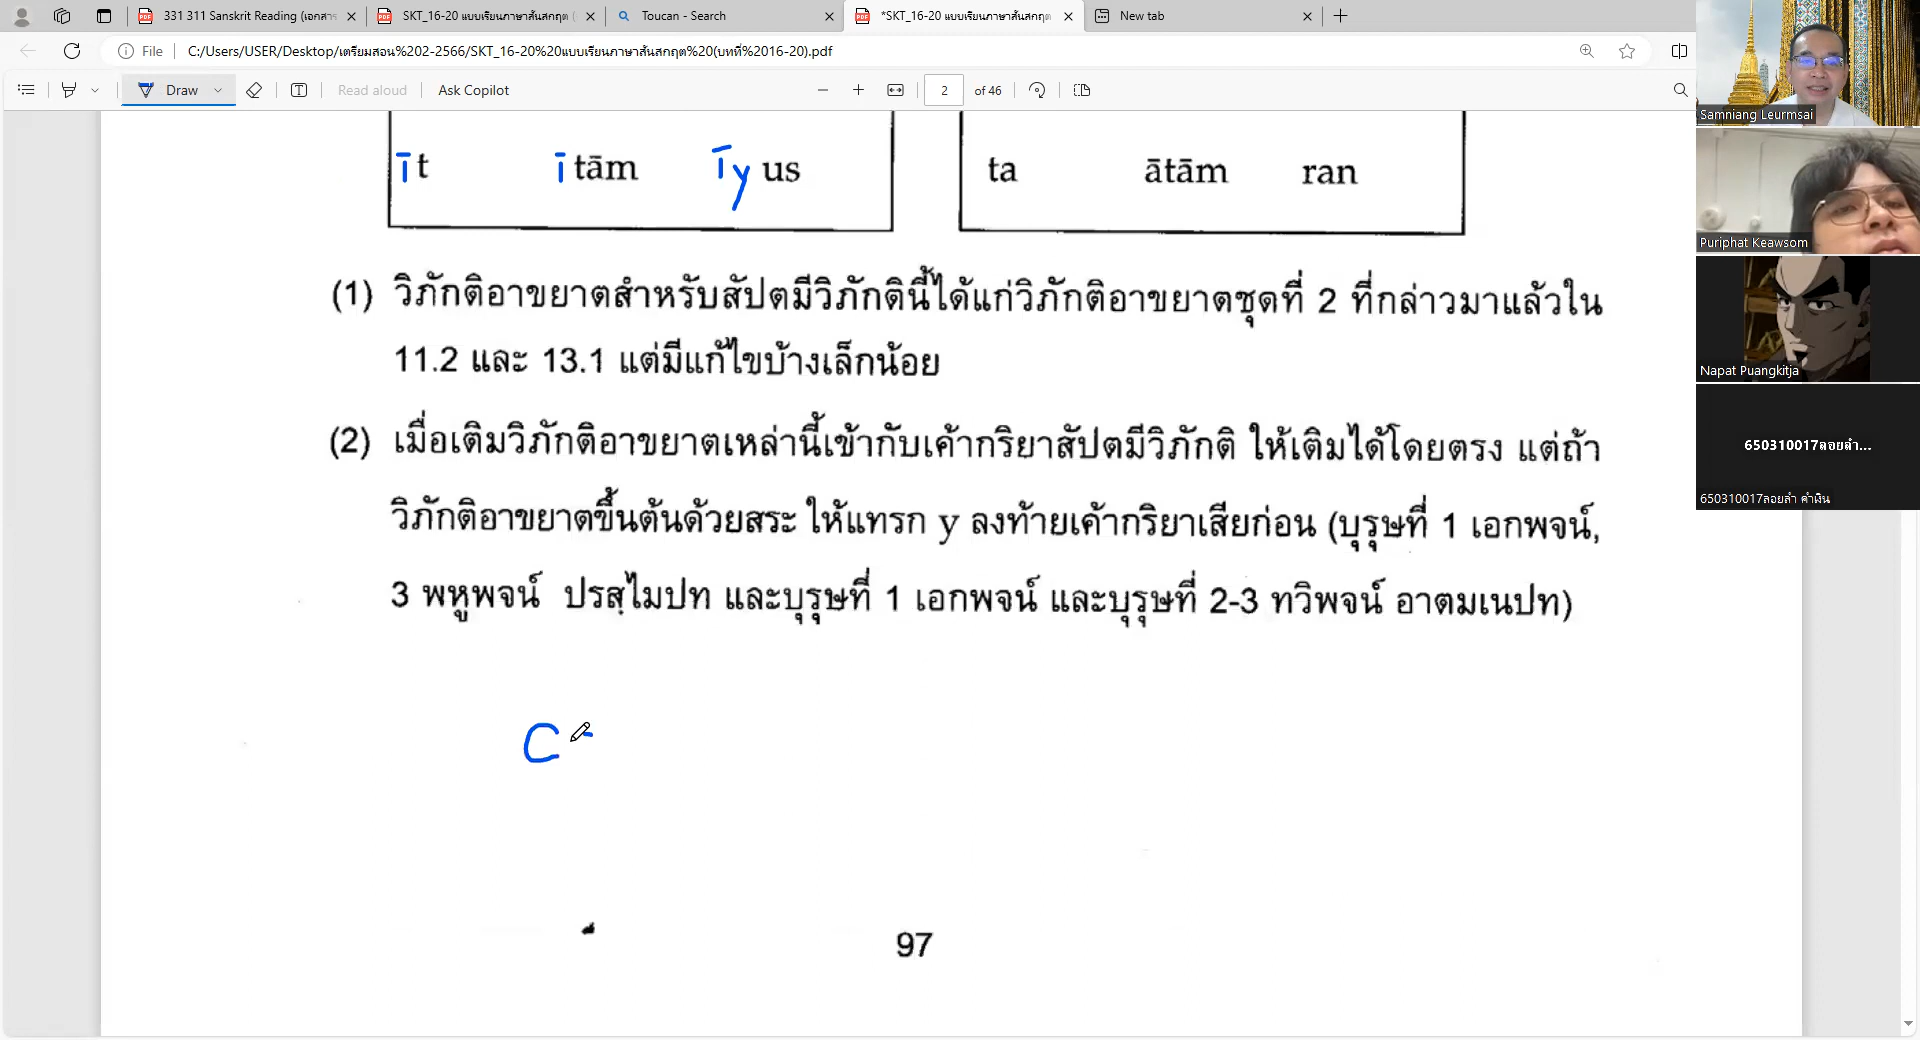 331 311 Sanskrit Reading (เอกสาร
SKT_16-20 แบบเรียนภาษาสันสกฤต (
Toucan - Search
*SKT_16-20 แบบเรียนภาษาสันสกฤต
New tab
File
C:/Users/USER/Desktop/เตรียมสอน%202-2566/SKT_16-20%20แบบเรียนภาษาสันสกฤต%20(บทที่%2016-20).pdf
Draw
Read aloud
Ask Copilot
2 of 46
īt ītām īyus
ta ātām ran
(1) วิภักติอาขยาตสำหรับสัปตมีวิภักตินี้ได้แก่วิภักติอาขยาตชุดที่ 2 ที่กล่าวมาแล้วใน
11.2 และ 13.1 แต่มีแก้ไขบ้างเล็กน้อย
(2) เมื่อเติมวิภักติอาขยาตเหล่านี้เข้ากับเค้ากริยาสัปตมีวิภักติ ให้เติมได้โดยตรง แต่ถ้า
วิภักติอาขยาตขึ้นต้นด้วยสระ ให้แทรก y ลงท้ายเค้ากริยาเสียก่อน (บุรุษที่ 1 เอกพจน์,
3 พหูพจน์ ปรสฺไมปท และบุรุษที่ 1 เอกพจน์ และบุรุษที่ 2-3 ทวิพจน์ อาตมเนปท)
C
97
Samniang Leurmsai
Puriphat Keawsom
Napat Puangkitja
650310017ลอยลำ...
650310017ลอยลำ คำผิน